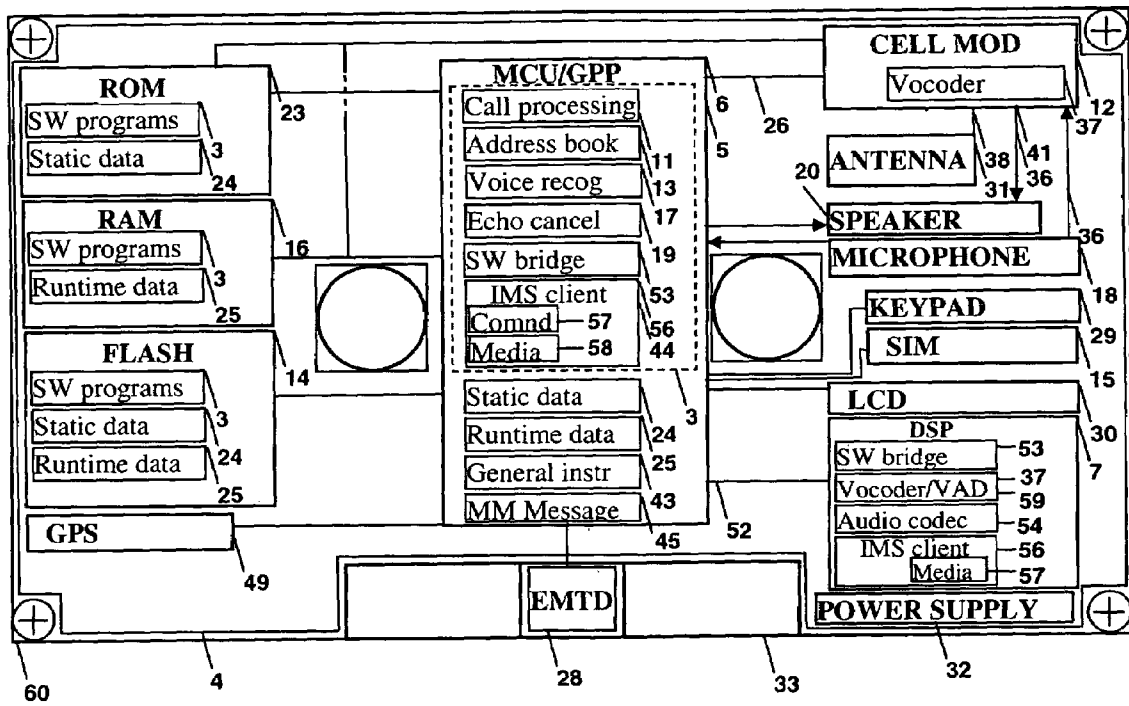 ROM
SW programs
3
Static data
24
23
RAM
SW programs
3
Runtime data
25
16
FLASH
SW programs
3
Static data
24
Runtime data
25
14
GPS
49
MCU/GPP
6
5
Call processing
11
Address book
13
Voice recog
17
Echo cancel
19
SW bridge
53
IMS client
56
Comnd
57
Media
58
44
3
Static data
24
Runtime data
25
General instr
43
MM Message
45
26
52
CELL MOD
Vocoder
37
12
ANTENNA
38
31
41
36
20
SPEAKER
36
MICROPHONE
18
KEYPAD
29
SIM
15
LCD
30
DSP
7
SW bridge
53
Vocoder/VAD
37
59
Audio codec
54
IMS client
56
Media
57
POWER SUPPLY
32
EMTD
28
33
4
60